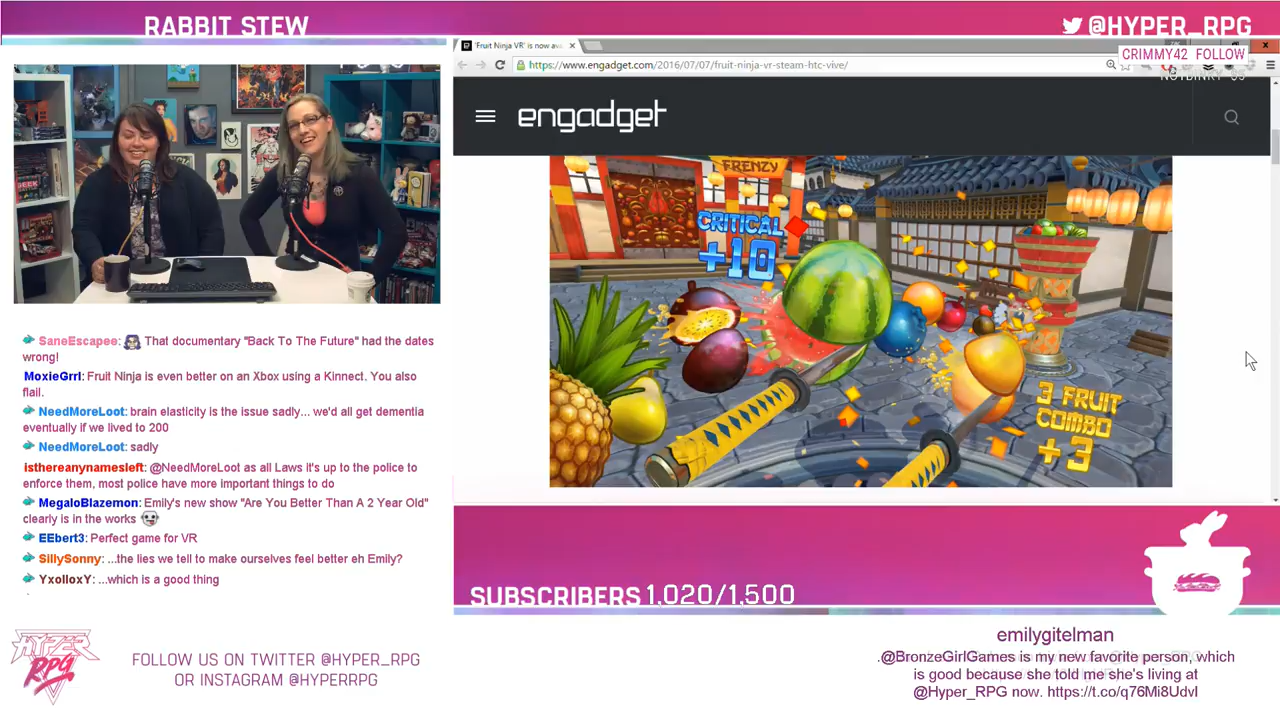 RABBIT STEW
@HYPER_RPG
'Fruit Ninja VR' is now ava
CRIMMY42 FOLLOW
https://www.engadget.com/2016/07/07/fruit-ninja-vr-steam-htc-vive/
engadget
FRENZY
CRITICAL
+10
3 FRUIT
COMBO
+3
SaneEscapee: That documentary "Back To The Future" had the dates
wrong!
MoxieGrrl: Fruit Ninja is even better on an Xbox using a Kinnect. You also
flail.
NeedMoreLoot: brain elasticity is the issue sadly... we'd all get dementia
eventually if we lived to 200
NeedMoreLoot: sadly
isthereanynamesleft: @NeedMoreLoot as all Laws it's up to the police to
enforce them, most police have more important things to
do
MegaloBlazemon: Emily's new show "Are You Better Than A 2 Year Old"
clearly is in the works
EEbert3: Perfect game for VR
SillySonny: ...the lies we tell to make ourselves feel better eh Emily?
YxolloxY: ...which is a good thing
SUBSCRIBERS 1,020/1,500
HYPER
RPG
FOLLOW US ON TWITTER @HYPER_RPG
OR INSTAGRAM @HYPERRPG
emilygitelman
.@BronzeGirlGames is my new favorite person, which
is good because she told me she's living at
@Hyper_RPG now. https://t.co/q76Mi8UdvI